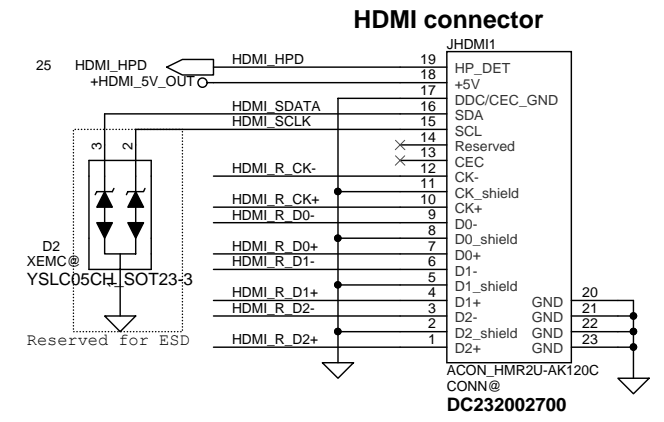 HDMI connector
JHDMI1
25 HDMI_HPD HDMI_HPD 19 HP_DET
+HDMI_5V_OUT 18 +5V
17 DDC/CEC_GND
HDMI_SDATA 16 SDA
HDMI_SCLK 15 SCL
14 Reserved
13 CEC
3 2
HDMI_R_CK- 12 CK-
11 CK_shield
HDMI_R_CK+ 10 CK+
HDMI_R_D0- 9 D0-
8 D0_shield
HDMI_R_D0+ 7 D0+
HDMI_R_D1- 6 D1-
5 D1_shield
HDMI_R_D1+ 4 D1+ GND 20
HDMI_R_D2- 3 D2- GND 21
2 D2_shield GND 22
HDMI_R_D2+ 1 D2+ GND 23
D2
XEMC@
YSLC05CH_SOT23-3
1
Reserved for ESD
ACON_HMR2U-AK120C
CONN@
DC232002700